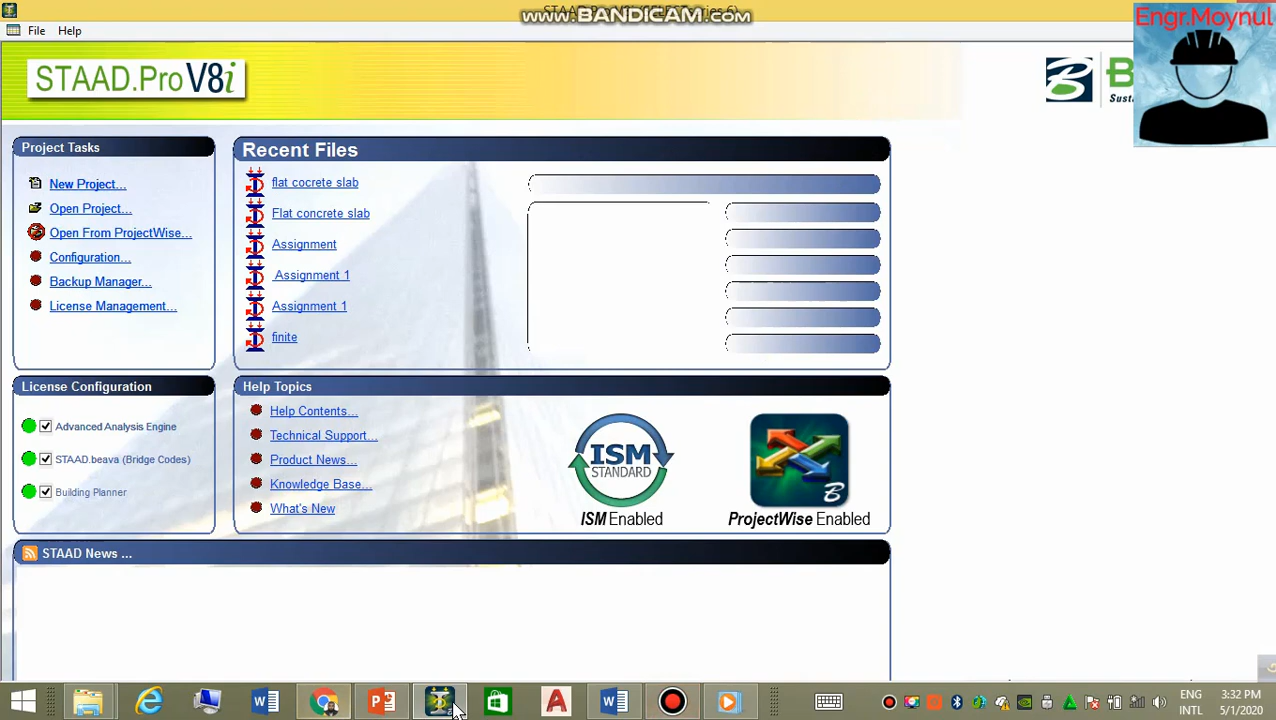 www.BANDICAM.com
Engr.Moynul
File Help
STAAD.Pro V8i
Project Tasks
New Project...
Open Project...
Open From ProjectWise...
Configuration...
Backup Manager...
License Management...
Recent Files
flat cocrete slab
Flat concrete slab
Assignment
Assignment 1
Assignment 1
finite
License Configuration
Advanced Analysis Engine
STAAD.beava (Bridge Codes)
Building Planner
Help Topics
Help Contents...
Technical Support...
Product News...
Knowledge Base...
What's New
ISM
STANDARD
ISM Enabled
B
ProjectWise Enabled
STAAD News ...
ENG
INTL
3:32 PM
5/1/2020